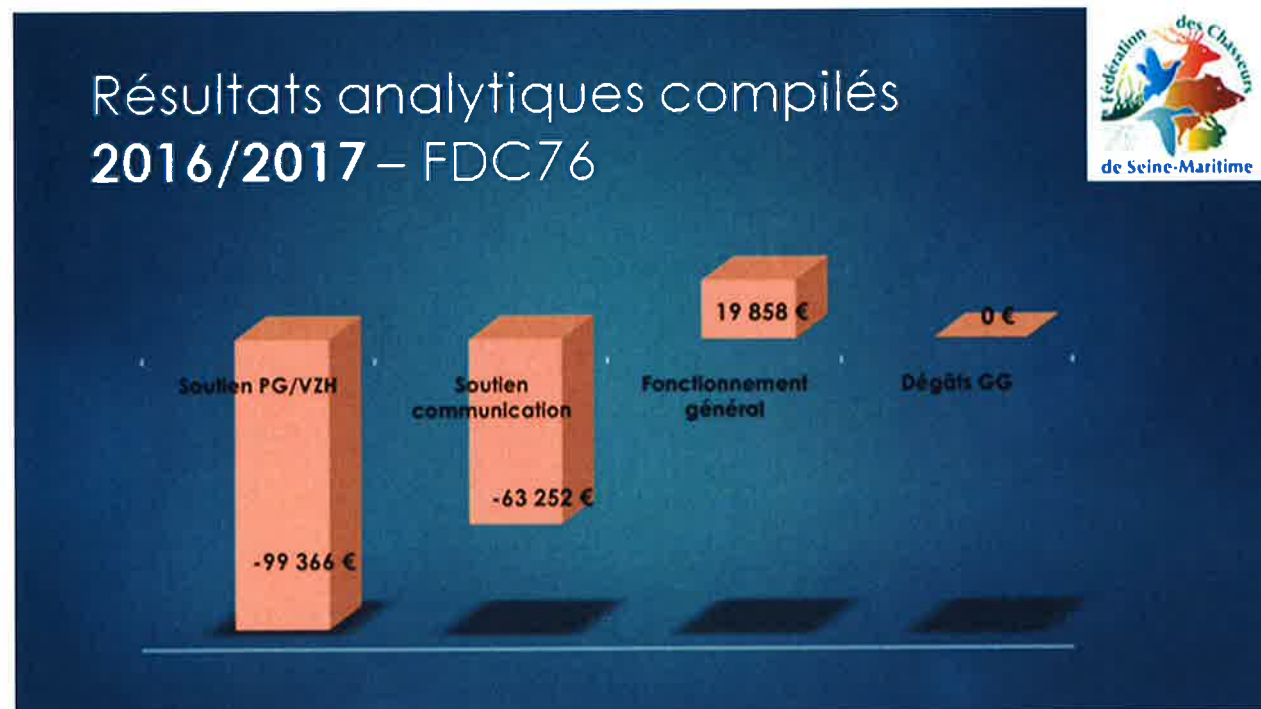 Résultats analytiques compilés
2016/2017 – FDC76
Fédération des Chasseurs
de Seine-Maritime
19 858 €
0 €
Soutien PG/VZH
Soutien
communication
Fonctionnement
général
Dégâts GG
-63 252 €
-99 366 €